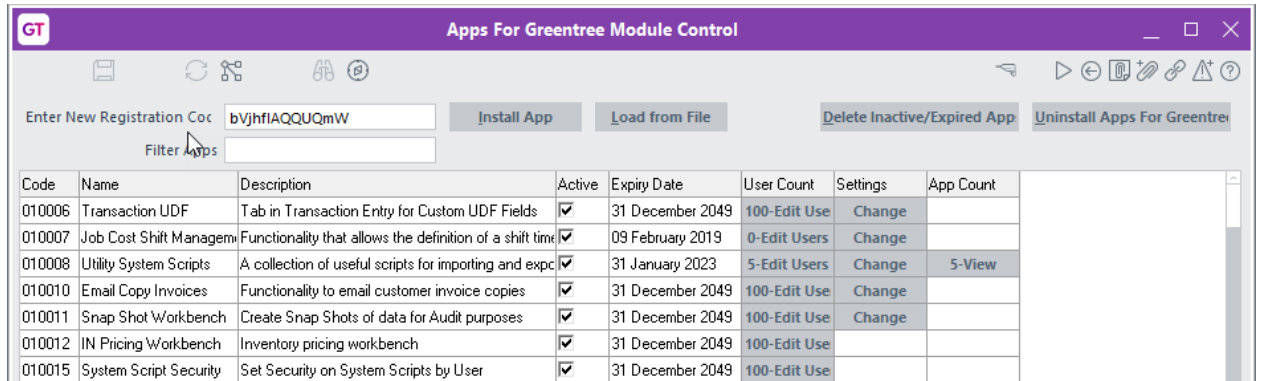 GT Apps For Greentree Module Control
Enter New Registration Coc bVjhfIAQQUQmW Install App Load from File Delete Inactive/Expired App: Uninstall Apps For Greentre
Filter Apps
Code Name Description Active Expiry Date User Count Settings App Count
010006 Transaction UDF Tab in Transaction Entry for Custom UDF Fields 31 December 2049 100-Edit Use Change
010007 Job Cost Shift Managem Functionality that allows the definition of a shift time 09 February 2019 0-Edit Users Change
010008 Utility System Scripts A collection of useful scripts for importing and expo 31 January 2023 5-Edit Users Change 5-View
010010 Email Copy Invoices Functionality to email customer invoice copies 31 December 2049 100-Edit Use Change
010011 Snap Shot Workbench Create Snap Shots of data for Audit purposes 31 December 2049 100-Edit Use Change
010012 IN Pricing Workbench Inventory pricing workbench 31 December 2049 100-Edit Use
010015 System Script Security Set Security on System Scripts by User 31 December 2049 100-Edit Use